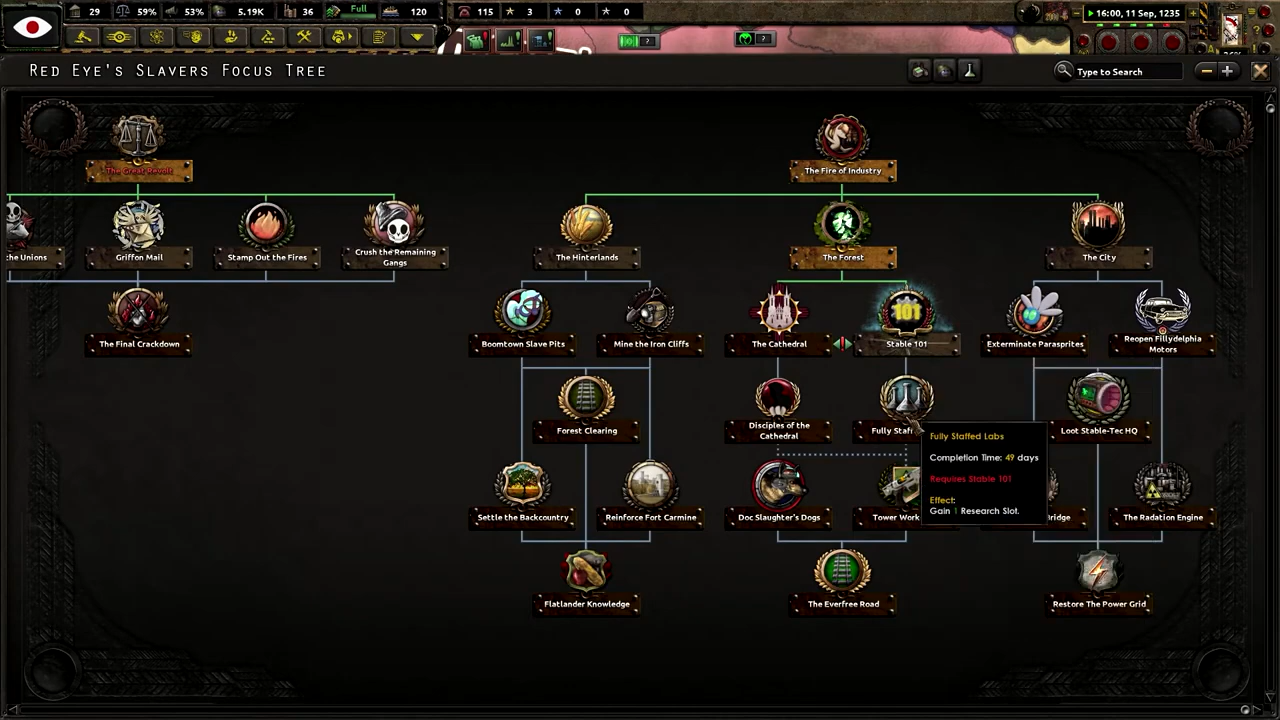 29 59% 53% 5.19K 36 Full 120 115 3 0 0 16:00, 11 Sep, 1235
? ?
Red Eye's Slavers Focus Tree
Type to Search
The Great Revolt
The Fire of Industry
the Unions
Griffon Mail
Stamp Out the Fires
Crush the Remaining
Gangs
The Hinterlands
The Forest
The City
101
The Final Crackdown
Boomtown Slave Pits
Mine the Iron Cliffs
The Cathedral
Stable 101
Exterminate Parasprites
Reopen Fillydelphia
Motors
Forest Clearing
Disciples of the
Cathedral
Fully Staf
Loot Stable-Tec HQ
Fully Staffed Labs
Completion Time: 49 days
Requires Stable 101
Effect:
Gain 1 Research Slot.
Settle the Backcountry
Reinforce Fort Carmine
Doc Slaughter's Dogs
Tower Work
ridge
The Radation Engine
Flatlander Knowledge
The Everfree Road
Restore The Power Grid